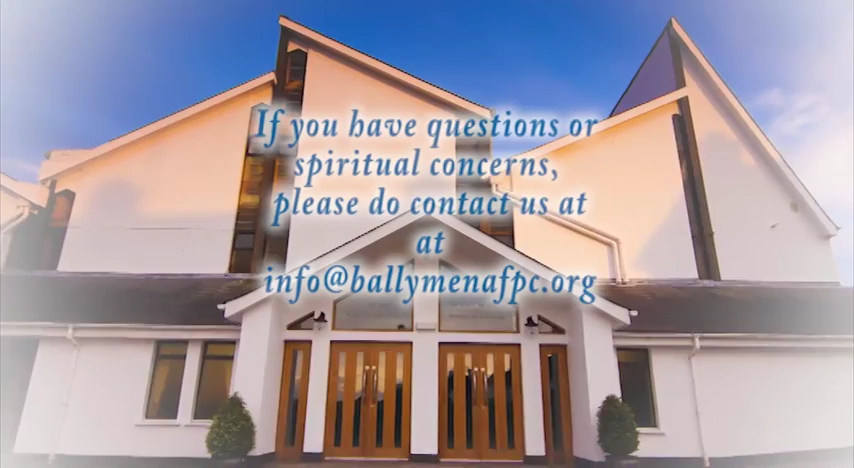 If you have questions or
spiritual concerns,
please do contact us at
at
info@ballymenafpc.org